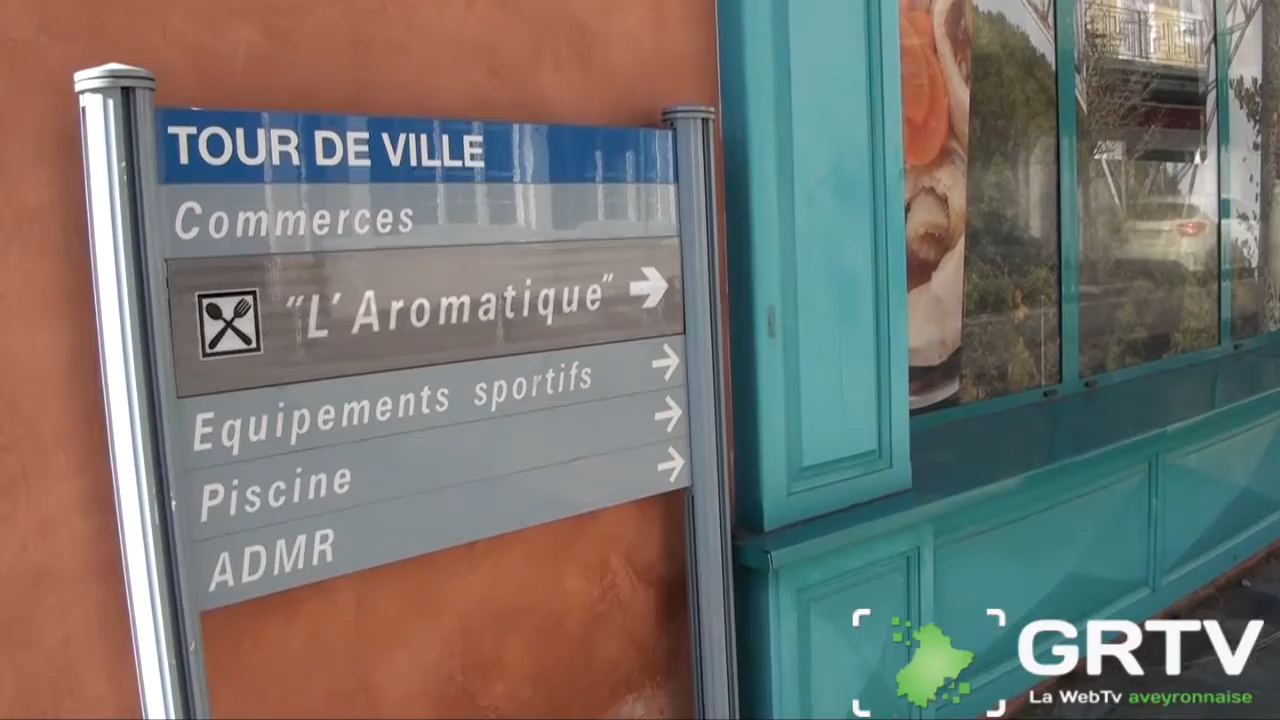 TOUR DE VILLE
Commerces
"L'Aromatique"
Equipements sportifs
Piscine
ADMR
GRTV
La WebTv aveyronnaise